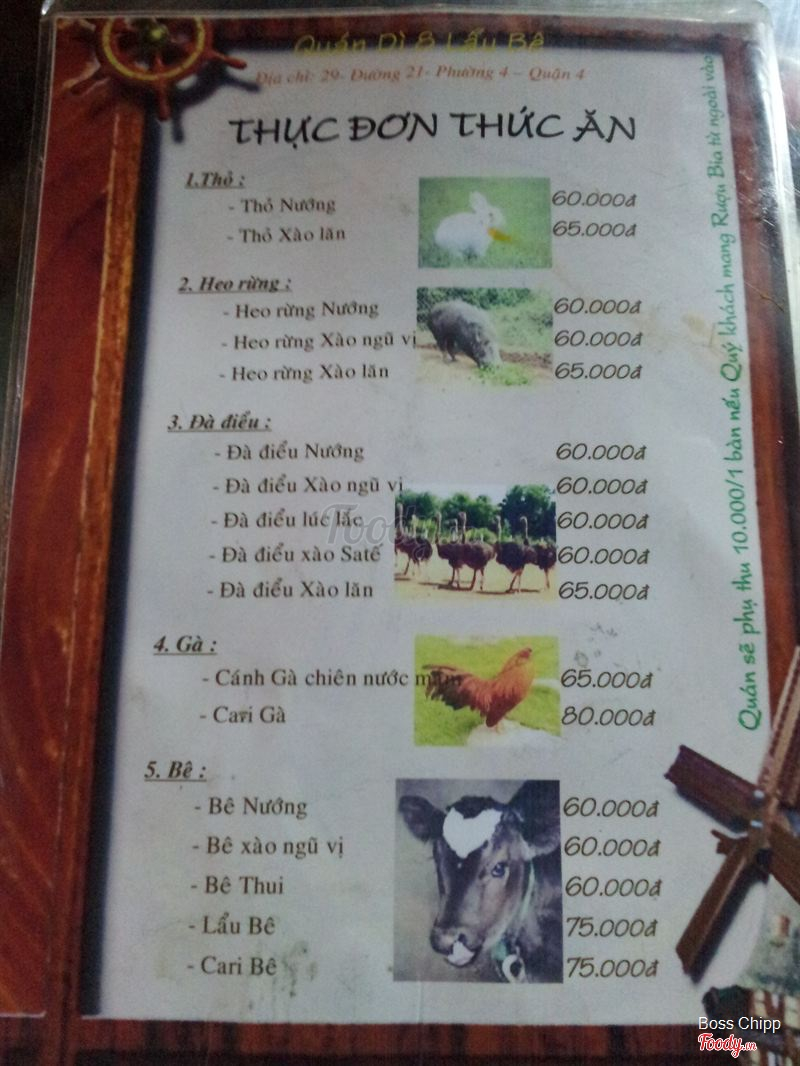 Quán Dì 8 Lẩu Bê
Địa chỉ: 29- Đường 21- Phường 4 – Quận 4
THỰC ĐƠN THỨC ĂN
1.Thỏ :
- Thỏ Nướng 60.000đ
- Thỏ Xào lăn 65.000đ
2. Heo rừng :
- Heo rừng Nướng 60.000đ
- Heo rừng Xào ngũ vị 60.000đ
- Heo rừng Xào lăn 65.000đ
3. Đà điểu :
- Đà điểu Nướng 60.000đ
- Đà điểu Xào ngũ vị 60.000đ
- Đà điểu lúc lắc 60.000đ
- Đà điểu xào Satế 60.000đ
- Đà điểu Xào lăn 65.000đ
4. Gà :
- Cánh Gà chiên nước mắm 65.000đ
- Cari Gà 80.000đ
5. Bê :
- Bê Nướng 60.000đ
- Bê xào ngũ vị 60.000đ
- Bê Thui 60.000đ
- Lẩu Bê 75.000đ
- Cari Bê 75.000đ
Quán sẽ phụ thu 10.000/1 bàn nếu Quý khách mang Rượu Bia từ ngoài vào
Foody.vn
Boss Chipp
Foody.vn